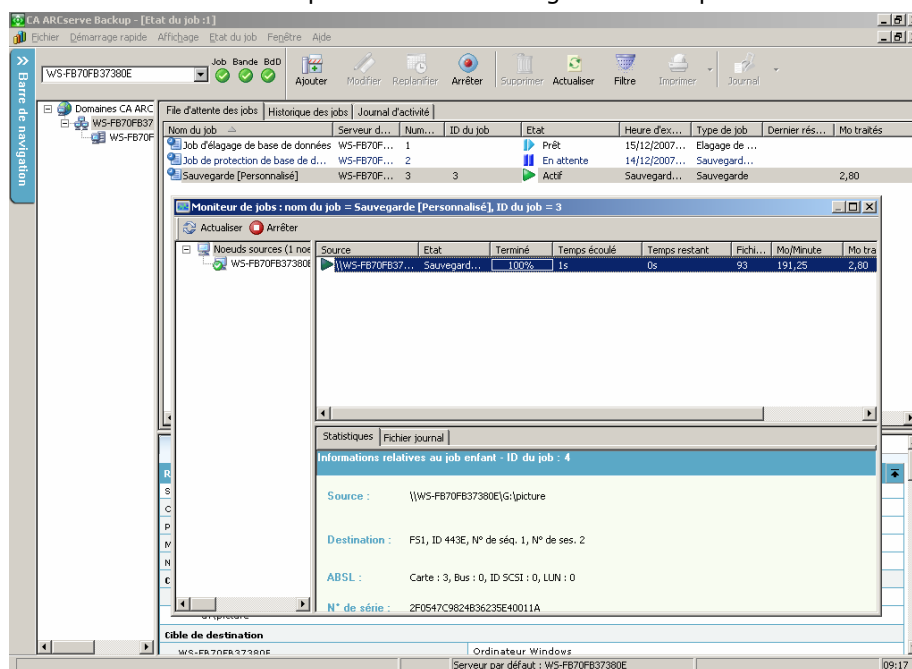 CA ARCserve Backup - [Etat du job :1]
Fichier Démarrage rapide Affichage Etat du job Fenêtre Aide
Barre de navigation
WS-FB70FB37380E
Job Bande BdD
Ajouter Modifier Replanifier Arrêter Supprimer Actualiser Filtre Imprimer Journal
Domaines CA ARC
WS-FB70FB37
WS-FB70F
File d'attente des jobs Historique des jobs Journal d'activité
Nom du job Serveur d... Num... ID du job Etat Heure d'ex... Type de job Dernier rés... Mo traités
Job d'élagage de base de données WS-FB70F... 1 Prêt 15/12/2007... Elagage de ...
Job de protection de base de d... WS-FB70F... 2 En attente 14/12/2007... Sauvegard...
Sauvegarde [Personnalisé] WS-FB70F... 3 3 Actif Sauvegard... Sauvegarde 2,80
Moniteur de jobs : nom du job = Sauvegarde [Personnalisé], ID du job = 3
Actualiser Arrêter
Noeuds sources (1 noe
WS-FB70FB37380E
Source Etat Terminé Temps écoulé Temps restant Fichi... Mo/Minute Mo tra
\\WS-FB70FB37... Sauvegard... 100% 1s 0s 93 191,25 2,80
Statistiques Fichier journal
Informations relatives au job enfant - ID du job : 4
Source : \\WS-FB70FB37380E\G:\picture
Destination : FS1, ID 443E, N° de séq. 1, N° de ses. 2
ABSL : Carte : 3, Bus : 0, ID SCSI : 0, LUN : 0
N° de série : 2F0547C9824B36235E40011A
Cible de destination
WS-FB70FB37380E Ordinateur Windows
Serveur par défaut : WS-FB70FB37380E 09:17